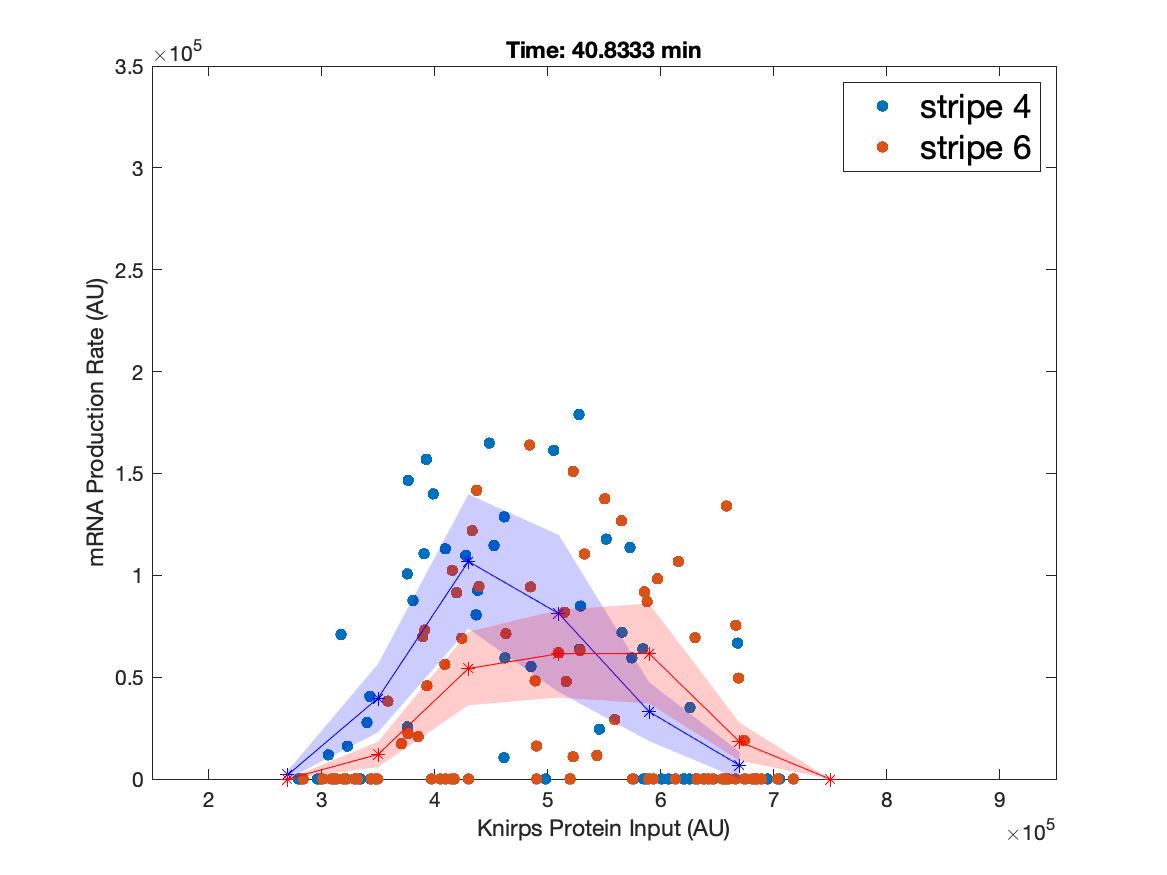 Time: 40.8333 min
×10^5
3.5
3
2.5
2
1.5
1
0.5
0
mRNA Production Rate (AU)
stripe 4
stripe 6
2 3 4 5 6 7 8 9
Knirps Protein Input (AU)
×10^5